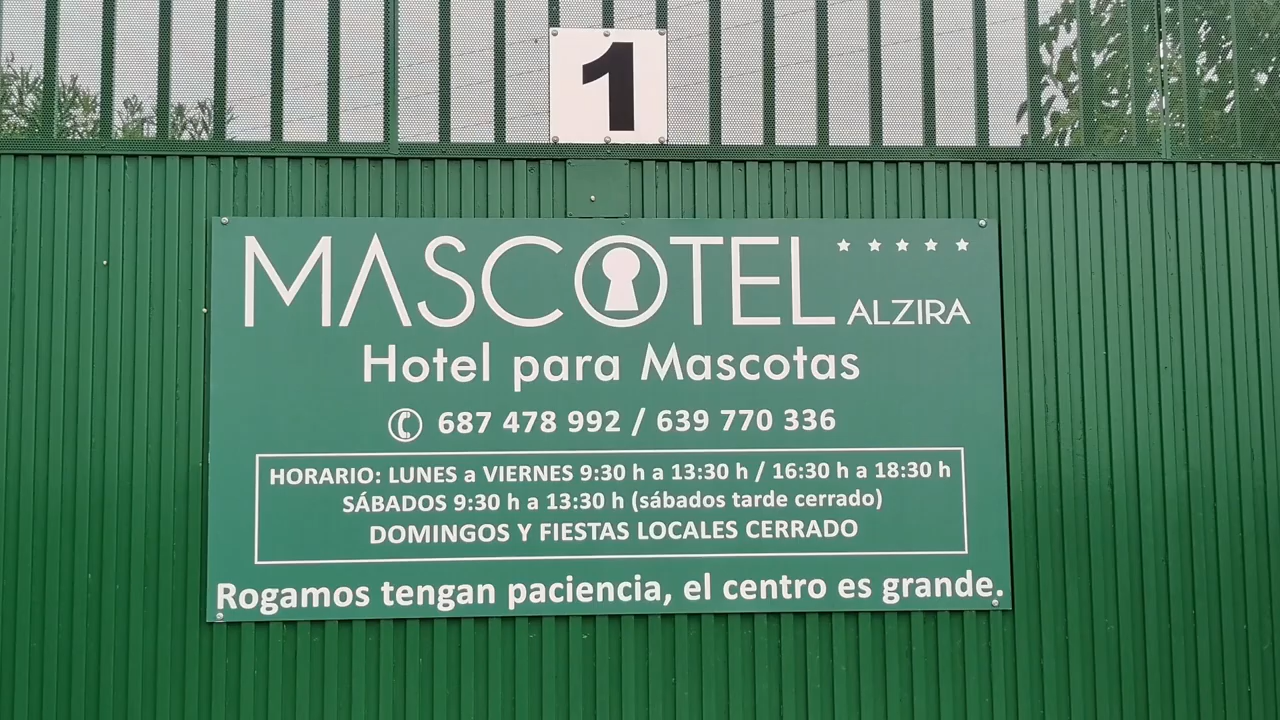 1
MASCOTEL ALZIRA
Hotel para Mascotas
687 478 992 / 639 770 336
HORARIO: LUNES a VIERNES 9:30 h a 13:30 h / 16:30 h a 18:30 h
SÁBADOS 9:30 h a 13:30 h (sábados tarde cerrado)
DOMINGOS Y FIESTAS LOCALES CERRADO
Rogamos tengan paciencia, el centro es grande.